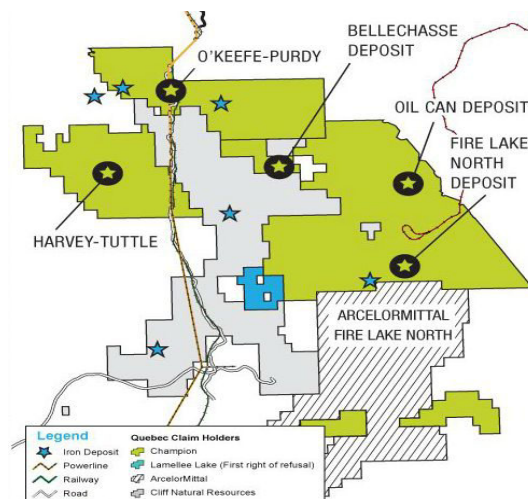 BELLECHASSE
DEPOSIT
O'KEEFE-PURDY
OIL CAN DEPOSIT
FIRE LAKE
NORTH
DEPOSIT
HARVEY-TUTTLE
ARCELORMITTAL
FIRE LAKE NORTH
Legend
Iron Deposit
Powerline
Railway
Road
Quebec Claim Holders
Champion
Lamellee Lake (First right of refusal)
ArcelorMittal
Cliff Natural Resources